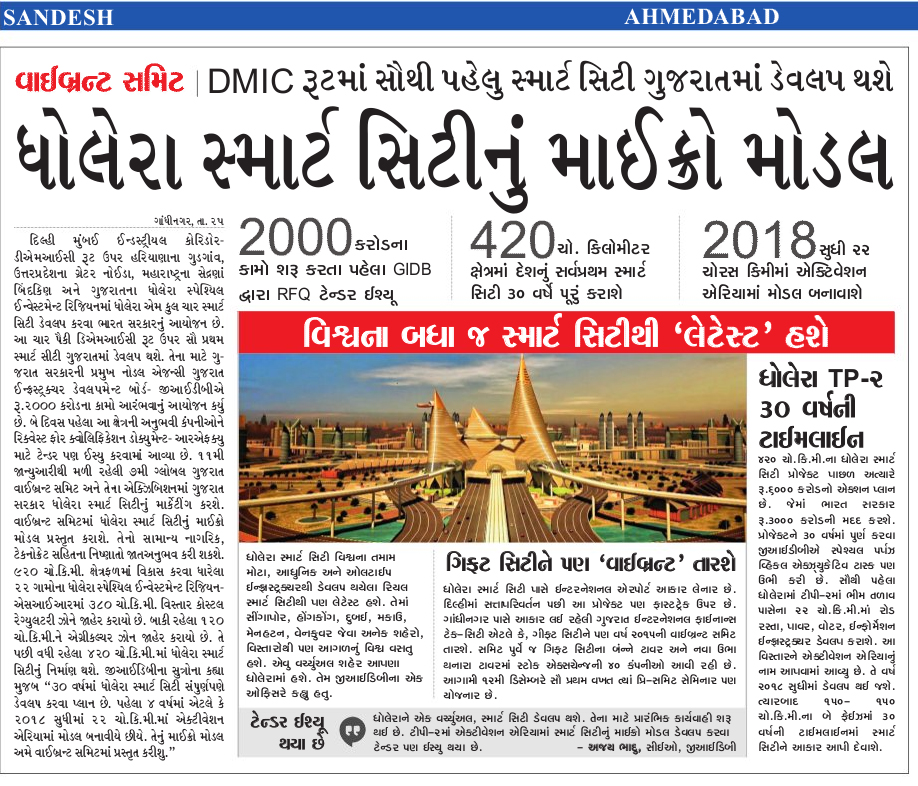 SANDESH
AHMEDABAD
વાઈબ્રન્ટ સમિટ | DMIC રૂટમાં સૌથી પહેલુ સ્માર્ટ સિટી ગુજરાતમાં ડેવલપ થશે
ધોલેરા સ્માર્ટ સિટીનું માઈક્રો મોડલ
ગાંધીનગર, તા. ૨૫
દિલ્હી મુંબઈ ઈન્ડસ્ટ્રીયલ કોરિડોર-
ડીએમઆઈસી રૂટ ઉપર હરિયાણાના ગુડગાંવ,
ઉત્તરપ્રદેશના ગ્રેટર નોઈડા, મહારાષ્ટ્રના સેન્દ્રાાં
બિદકિણ અને ગુજરાતના ધોલેરા સ્પેશિયલ
ઈન્વેસ્ટમેન્ટ રિજિયનમાં ધોલેરા એમ કુલ ચાર સ્માર્ટ
સિટી ડેવલપ કરવા ભારત સરકારનું આયોજન છે.
આ ચાર પૈકી ડિએમઆઈસી રૂટ ઉપર સૌ પ્રથમ
સ્માર્ટ સીટી ગુજરાતમાં ડેવલપ થશે. તેના માટે ગુ-
જરાત સરકારની પ્રમુખ નોડલ એજન્સી ગુજરાત
ઈન્ફ્રાસ્ટ્રક્ચર ડેવલપમેન્ટ બોર્ડ- જીઆઈડીબીએ
રૂ.૨૦૦૦ કરોડના કામો આરંભવાનું આયોજન કર્યુ
છે. બે દિવસ પહેલા આ ક્ષેત્રની અનુભવી કંપનીઓને
રિક્વેસ્ટ ફોર ક્વોલિફિકેશન ડોક્યુમેન્ટ- આરએફક્યુ
માટે ટેન્ડર પણ ઈસ્યુ કરવામાં આવ્યા છે. ૧૧મી
જાન્યુઆરીથી મળી રહેલી ૭મી ગ્લોબલ ગુજરાત
વાઈબ્રન્ટ સમિટ અને તેના એક્ઝિબિશનમાં ગુજરાત
સરકાર ધોલેરા સ્માર્ટ સિટીનું માર્કેટીંગ કરશે.
વાઈબ્રન્ટ સમિટમાં ધોલેરા સ્માર્ટ સિટીનું માઈક્રો
મોડલ પ્રસ્તૃત કરાશે. તેનો સામાન્ય નાગરિક,
ટેકનોક્રેટ સહિતના નિષ્ણાતો જાતઅનુભવ કરી શકશે.
૯૨૦ ચો.કિ.મી. ક્ષેત્રફળમાં વિકાસ કરવા ધારેલા
૨૨ ગામોના ધોલેરા સ્પેશ્યિલ ઈન્વેસ્ટમેન્ટ રિજિયન-
એસઆઈઆરમાં ૩૮૦ ચો.કિ.મી. વિસ્તાર કોસ્ટલ
રેગ્યુલટરી ઝોને જાહેર કરાયો છે. બાકી રહેલા ૧૨૦
ચો.કિ.મી.ને એગ્રીકલ્ચર ઝોન જાહેર કરાયો છે. તે
પછી વધી રહેલા ૪૨૦ ચો.કિ.મી.માં ધોલેરા સ્માર્ટ
સિટીનું નિર્માણ થશે. જીઆઈડિબીના સુત્રોના કહ્યા
મુજબ “૩૦ વર્ષમાં ધોલેરા સ્માર્ટ સિટી સંપુર્ણપણે
ડેવલપ કરવા પ્લાન છે. પહેલા ૪ વર્ષમાં એટલે કે
૨૦૧૮ સુધીમાં ૨૨ ચો.કિ.મી.માં એક્ટીવેશન
એરિયામાં મોડલ બનાવીયે છીયે. તેનું માઈક્રો મોડલ
અમે વાઈબ્રન્ટ સમિટમાં પ્રસ્તૃત કરીશુ.”
2000 કરોડના
કામો શરૂ કરતા પહેલા GIDB
દ્વારા RFQ ટેન્ડર ઈશ્યૂ
420 ચો. કિલોમીટર
ક્ષેત્રમાં દેશનું સર્વપ્રથમ સ્માર્ટ
સિટી ૩૦ વર્ષે પૂરું કરાશે
2018 સુધી ૨૨
ચોરસ કિમીમાં એક્ટિવેશન
એરિયામાં મોડલ બનાવાશે
વિશ્વના બધા જ સ્માર્ટ સિટીથી ‘લેટેસ્ટ’ હશે
ધોલેરા સ્માર્ટ સિટી વિશ્વના તમામ
મોટા, આધુનિક અને ઓલટાઈપ
ઈન્ફ્રાસ્ટ્રક્ચરથી ડેવલપ થયેલા રિયલ
સ્માર્ટ સિટીથી પણ લેટેસ્ટ હશે. તેમાં
સીંગાપોર, હોંગકોંગ, દુબઈ, મકાઉ,
મેનહટન, વેનકુવર જેવા અનેક શહેરો,
વિસ્તારોથી પણ આગળનું વિશ્વ વસતુ
હશે. એવુ વર્ચ્યુઅલ શહેર આપણા
ધોલેરામાં હશે. તેમ જીઆઈડિબીના એક
ઓફિસરે કહ્યુ હતુ.
ગિફ્ટ સિટીને પણ ‘વાઈબ્રન્ટ’ તારશે
ધોલેરા સ્માર્ટ સિટી પાસે ઈન્ટરનેશનલ એરપોર્ટ આકાર લેનાર છે.
દિલ્હીમાં સત્તાપરિવર્તન પછી આ પ્રોજેક્ટ પણ ફાસ્ટ્રેક ઉપર છે.
ગાંધીનગર પાસે આકાર લઈ રહેલી ગુજરાત ઈન્ટરનેશનલ ફાઈનાન્સ
ટેક-સિટી એટલે કે, ગીફ્ટ સિટીને પણ વર્ષ ૨૦૧૫ની વાઈબ્રન્ટ સમિટ
તારશે. સમિટ પુર્વે જ ગિફ્ટ સિટીના બંન્ને ટાવર અને નવા ઉભા
થનારા ટાવરમાં સ્ટોક એક્સચેન્જની ૪૦ કંપનીઓ આવી રહી છે.
આગામી ૧૨મી ડિસેમ્બરે સૌ પ્રથમ વખત ત્યાં પ્રિ-સમિટ સેમિનાર પણ
યોજનાર છે.
ટેન્ડર ઈશ્યૂ
થયા છે
ધોલેરાને એક વર્ચ્યુઅલ, સ્માર્ટ સિટી ડેવલપ થશે. તેના માટે પ્રારંભિક કાર્યવાહી શરૂ
થઈ છે. ટીપી-૨માં એક્ટીવેશન એરિયામાં સ્માર્ટ સિટીનું માઈક્રો મોડલ ડેવલપ કરવા
ટેન્ડર પણ ઈસ્યુ થયા છે.
– અજય ભાદુ, સીઈઓ, જીઆઈડીબી
ધોલેરા TP-૨
૩૦ વર્ષની
ટાઈમલાઈન
૪૨૦ ચો.કિ.મી.ના ધોલેરા સ્માર્ટ
સિટી પ્રોજેક્ટ પાછળ અત્યારે
રૂ.૬૦૦૦ કરોડનો એક્શન પ્લાન
છે. જેમાં ભારત સરકાર
રૂ.૩૦૦૦ કરોડની મદદ કરશે.
પ્રોજેક્ટને ૩૦ વર્ષમાં પુર્ણ કરવા
જીઆઈડીબીએ સ્પેશ્યલ પર્પઝ
વ્હિકલ એક્ઝ્યુકેટિવ ટાસ્ક પણ
ઉભી કરી છે. સૌથી પહેલા
ધોલેરામાં ટીપી-૨માં ભીમ તળાવ
પાસેના ૨૨ ચો.કિ.મી.માં રોડ
રસ્તા, પાવર, વોટર, ઈન્ફોર્મેશન
ઈન્ફ્રાસ્ટ્રક્ચર ડેવલપ કરાશે. આ
વિસ્તારને એક્ટીવેશન એરિયાનું
નામ આપવામાં આવ્યુ છે. તે વર્ષ
૨૦૧૮ સુધીમાં ડેવલપ થઈ જશે.
ત્યારબાદ ૧૫૦- ૧૫૦
ચો.કિ.મી.ના બે ફેઈઝમાં ૩૦
વર્ષની ટાઈમલાઈનમાં સ્માર્ટ
સિટીને આકાર આપી દેવાશે.